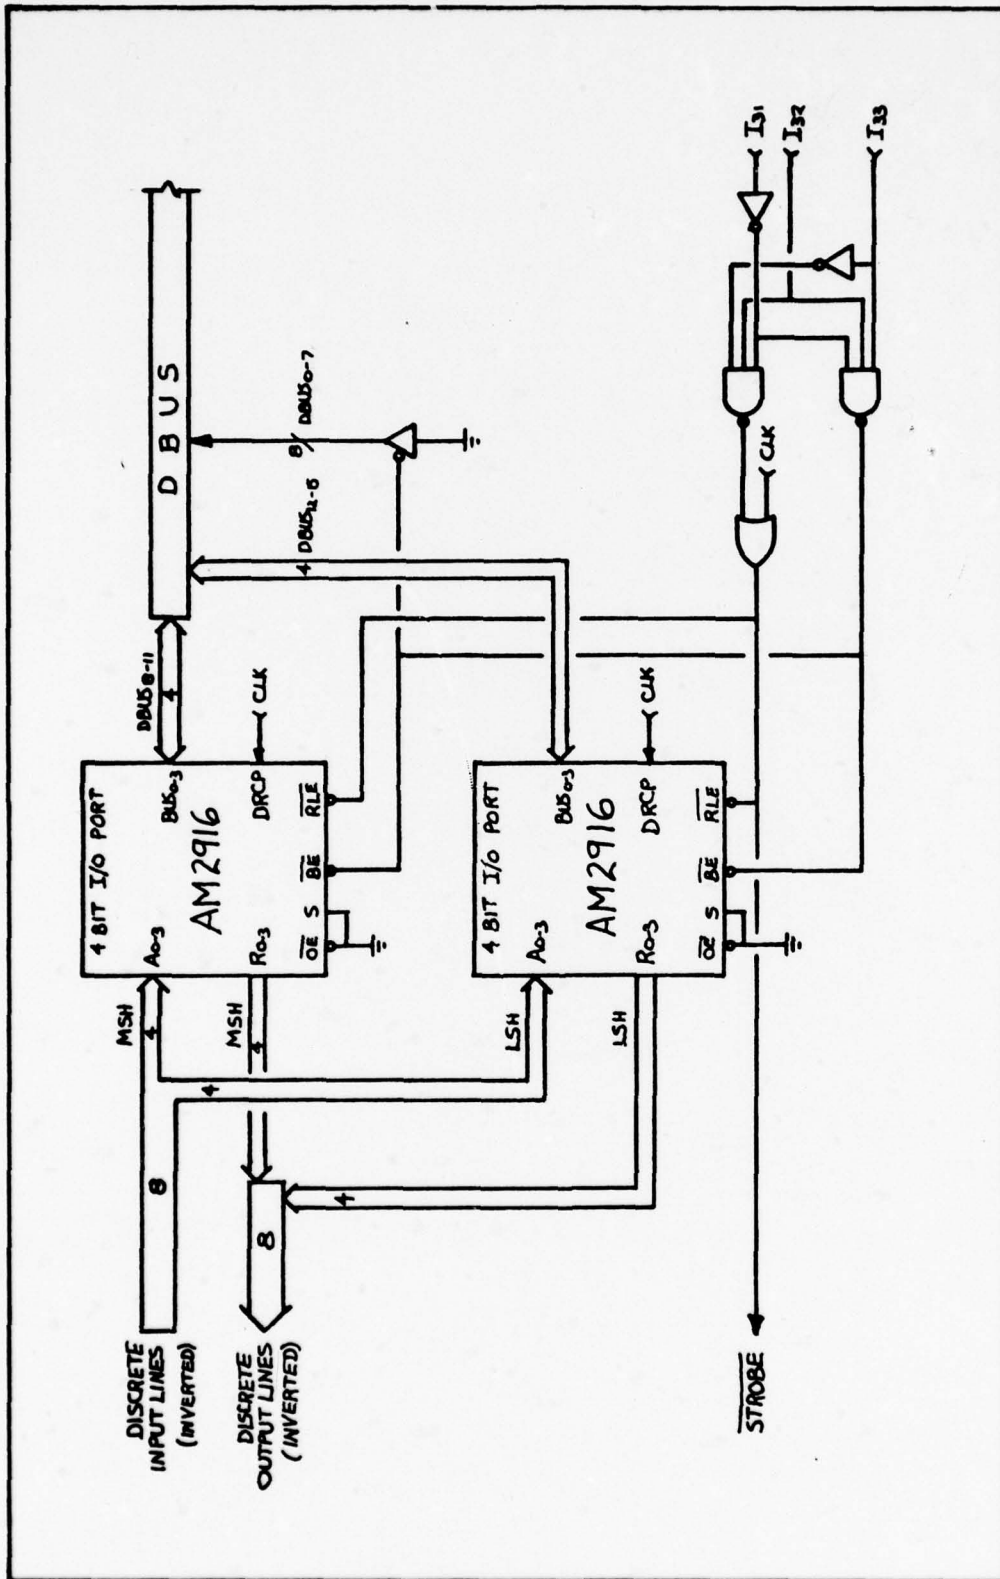 DISCRETE
INPUT LINES
(INVERTED)
8
MSH
4
4
DISCRETE
OUTPUT LINES
(INVERTED)
8
MSH
4
4
4 BIT I/O PORT
A0-3
BUS0-3
AM2916
R0-3
DRCP
CLK
OE S
BE
RLE
DBUS8-11
4
D BUS
4 DBUS12-15
8 DBUS0-7
LSH
LSH
4 BIT I/O PORT
A0-3
BUS0-3
AM2916
R0-3
DRCP
CLK
OE S
BE
RLE
STROBE
CLK
I31
I32
I33